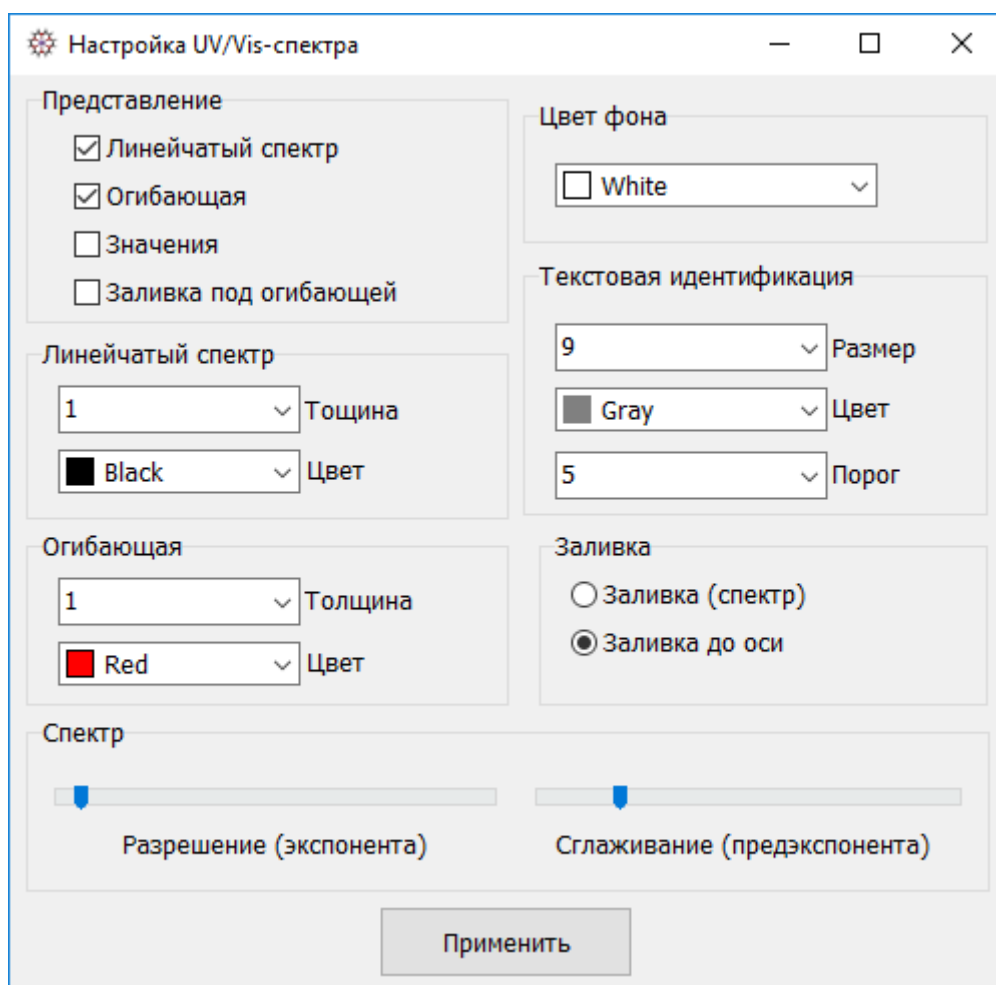 Настройка UV/Vis-спектра
Представление
Линейчатый спектр
Огибающая
Значения
Заливка под огибающей
Цвет фона
White
Текстовая идентификация
9 Размер
Gray Цвет
5 Порог
Линейчатый спектр
1 Тощина
Black Цвет
Огибающая
1 Толщина
Red Цвет
Заливка
Заливка (спектр)
Заливка до оси
Спектр
Разрешение (экспонента)
Сглаживание (предэкспонента)
Применить